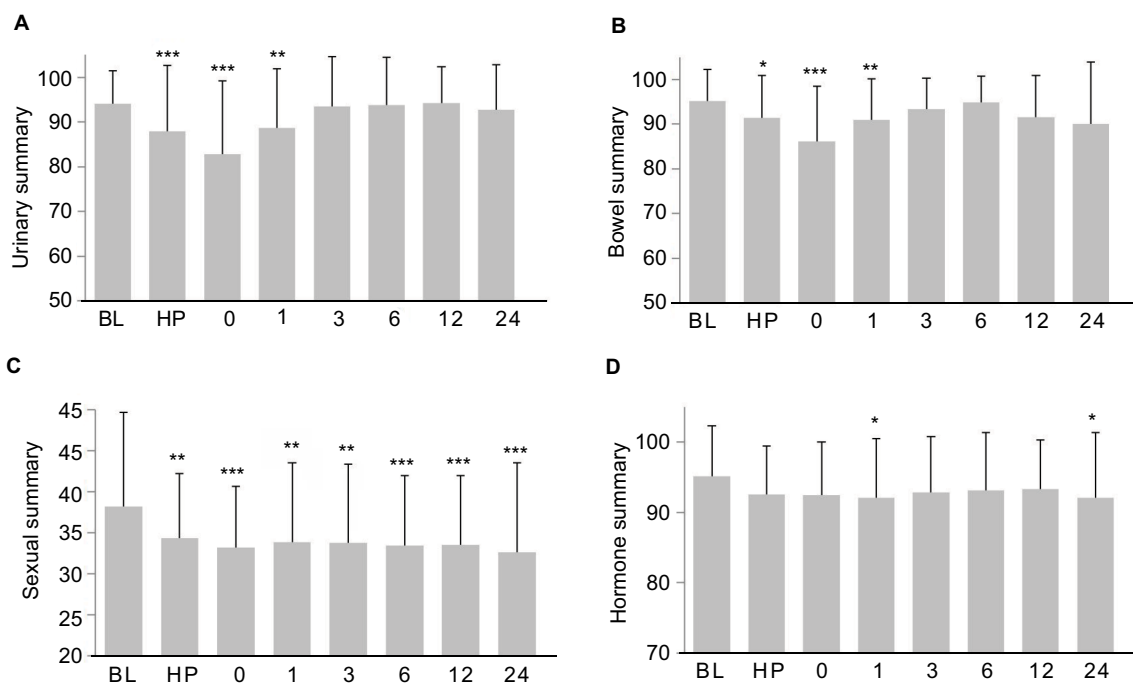 A
Urinary summary
*** *** **
100
90
80
70
60
50
BL HP 0 1 3 6 12 24
B
Bowel summary
* *** **
100
90
80
70
60
50
BL HP 0 1 3 6 12 24
C
Sexual summary
** *** ** ** *** *** ***
45
45
40
35
30
25
20
BL HP 0 1 3 6 12 24
D
Hormone summary
* *
100
90
80
70
BL HP 0 1 3 6 12 24